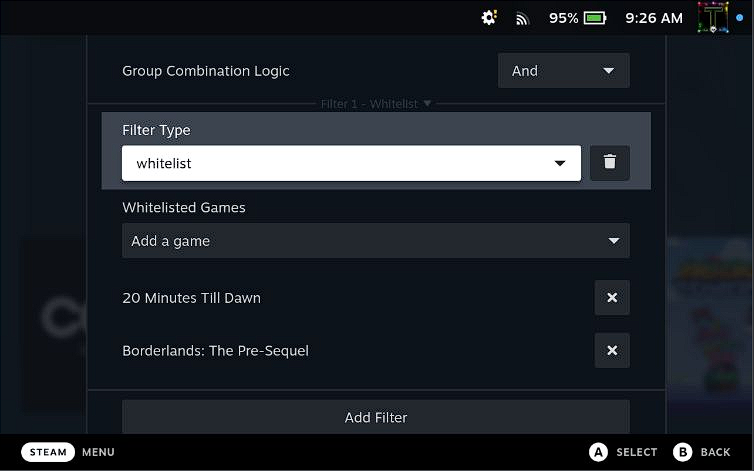 95% 9:26 AM
Group Combination Logic And
Filter 1 - Whitelist
Filter Type
whitelist
Whitelisted Games
Add a game
20 Minutes Till Dawn
Borderlands: The Pre-Sequel
Add Filter
STEAM MENU A SELECT B BACK